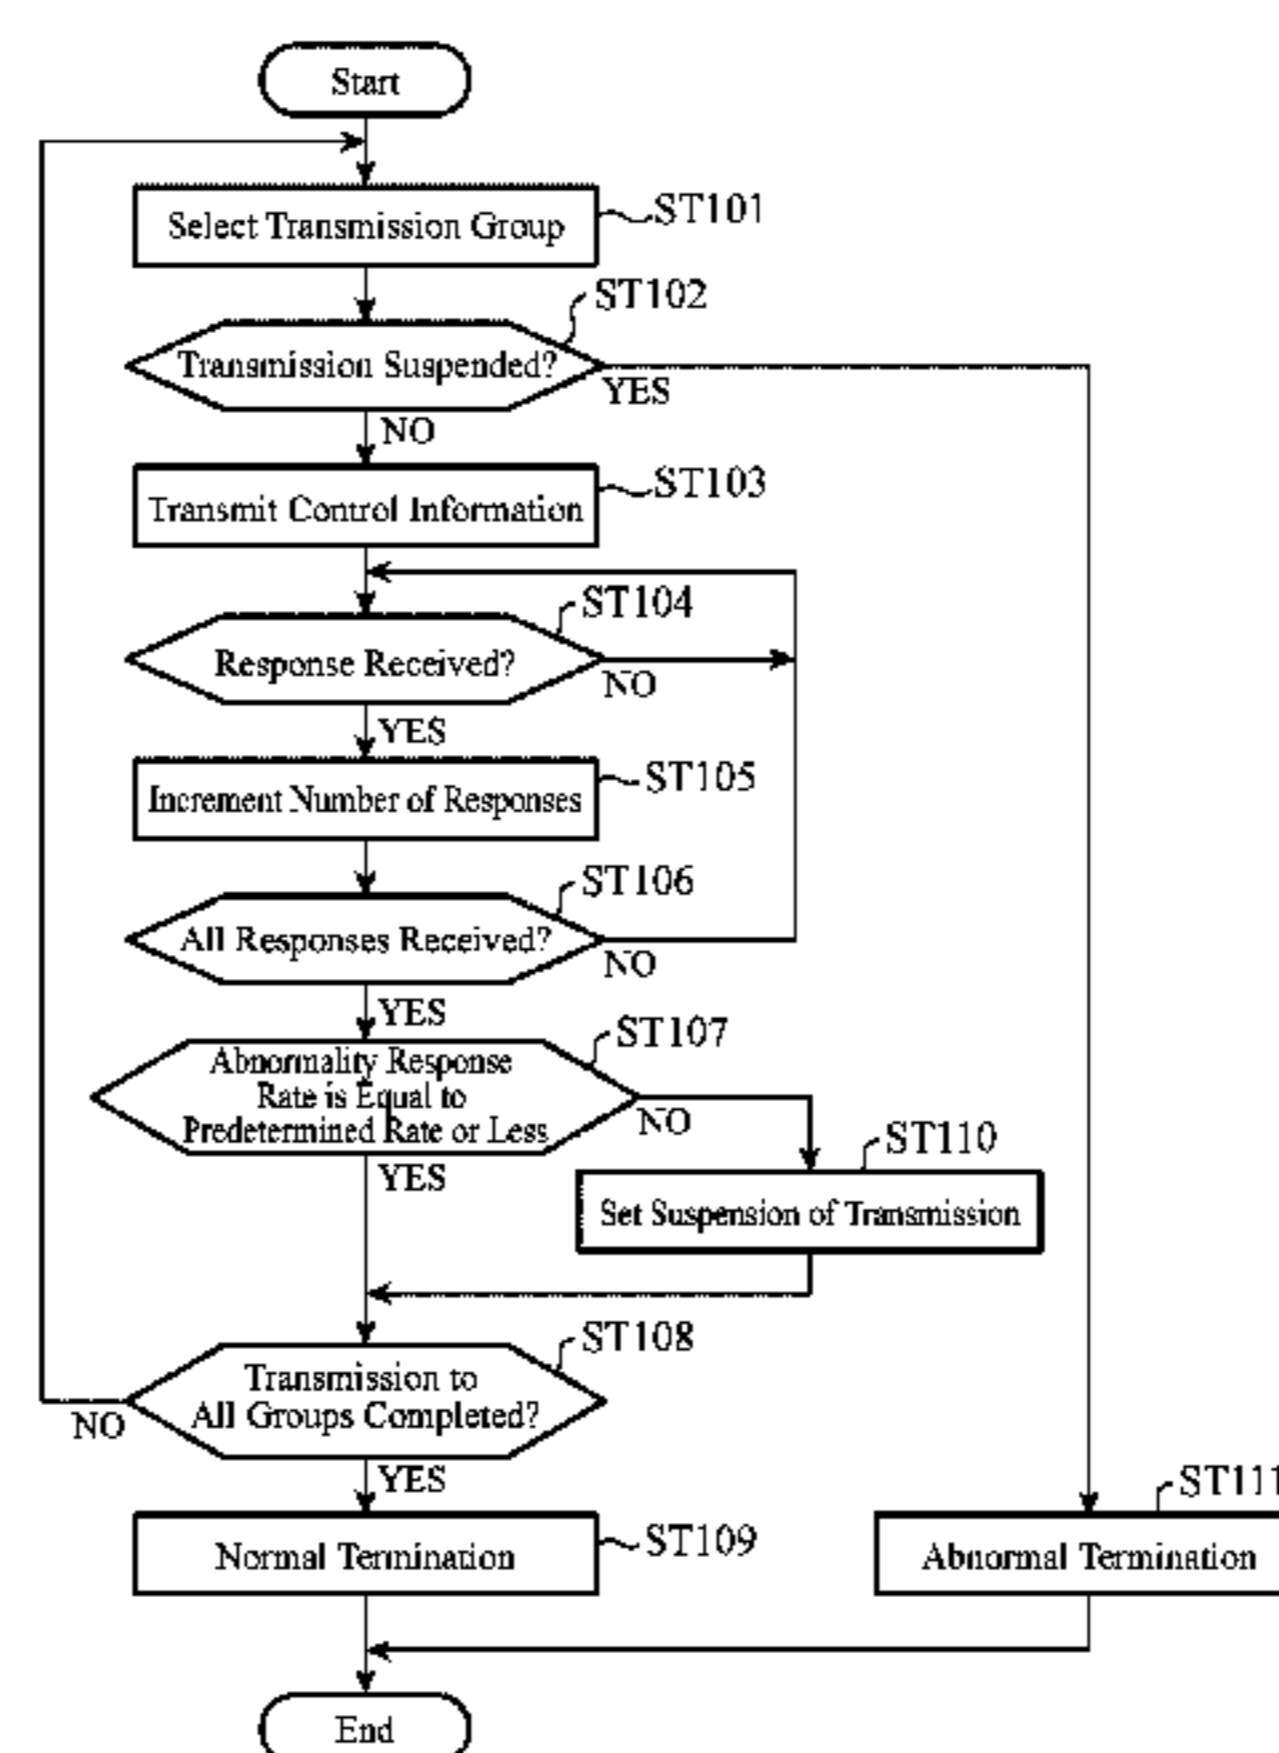 Start
Select Transmission Group
ST101
ST102
Transmission Suspended?
YES
NO
Transmit Control Information
ST103
ST104
Response Received?
NO
YES
Increment Number of Responses
ST105
ST106
All Responses Received?
NO
YES
ST107
Abnormality Response
Rate is Equal to
Predetermined Rate or Less
NO
YES
ST110
Set Suspension of Transmission
ST108
Transmission to
All Groups Completed?
NO
YES
ST109
Normal Termination
ST111
Abnormal Termination
End